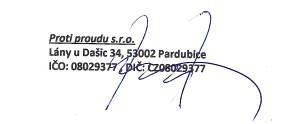 Proti proudu s.r.o.
Lány u Dašic 34, 53002 Pardubice
IČO: 08029377 DIČ: CZ08029377